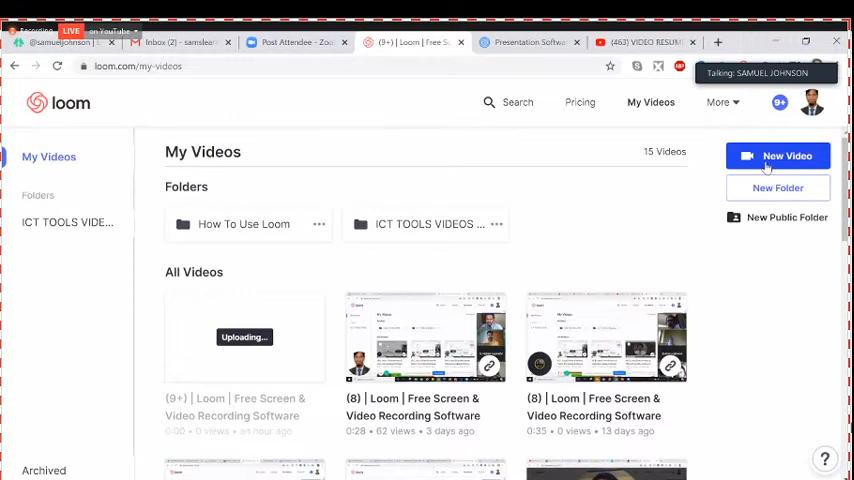 Recording LIVE on YouTube
@samueljohnson | L
Inbox (2) - samslearn
Post Attendee - Zoo
(9+) | Loom | Free S
Presentation Softwa
(463) VIDEO RESUM
loom.com/my-videos
ABP
Talking: SAMUEL JOHNSON
loom
Search
Pricing
My Videos
More
9+
My Videos
My Videos
15 Videos
New Video
Folders
Folders
New Folder
ICT TOOLS VIDE...
How To Use Loom
ICT TOOLS VIDEOS ...
New Public Folder
All Videos
Uploading...
(9+) | Loom | Free Screen &
Video Recording Software
0:00 • 0 views • an hour ago
(8) | Loom | Free Screen &
Video Recording Software
0:28 • 62 views • 3 days ago
(8) | Loom | Free Screen &
Video Recording Software
0:35 • 0 views • 13 days ago
Archived
?